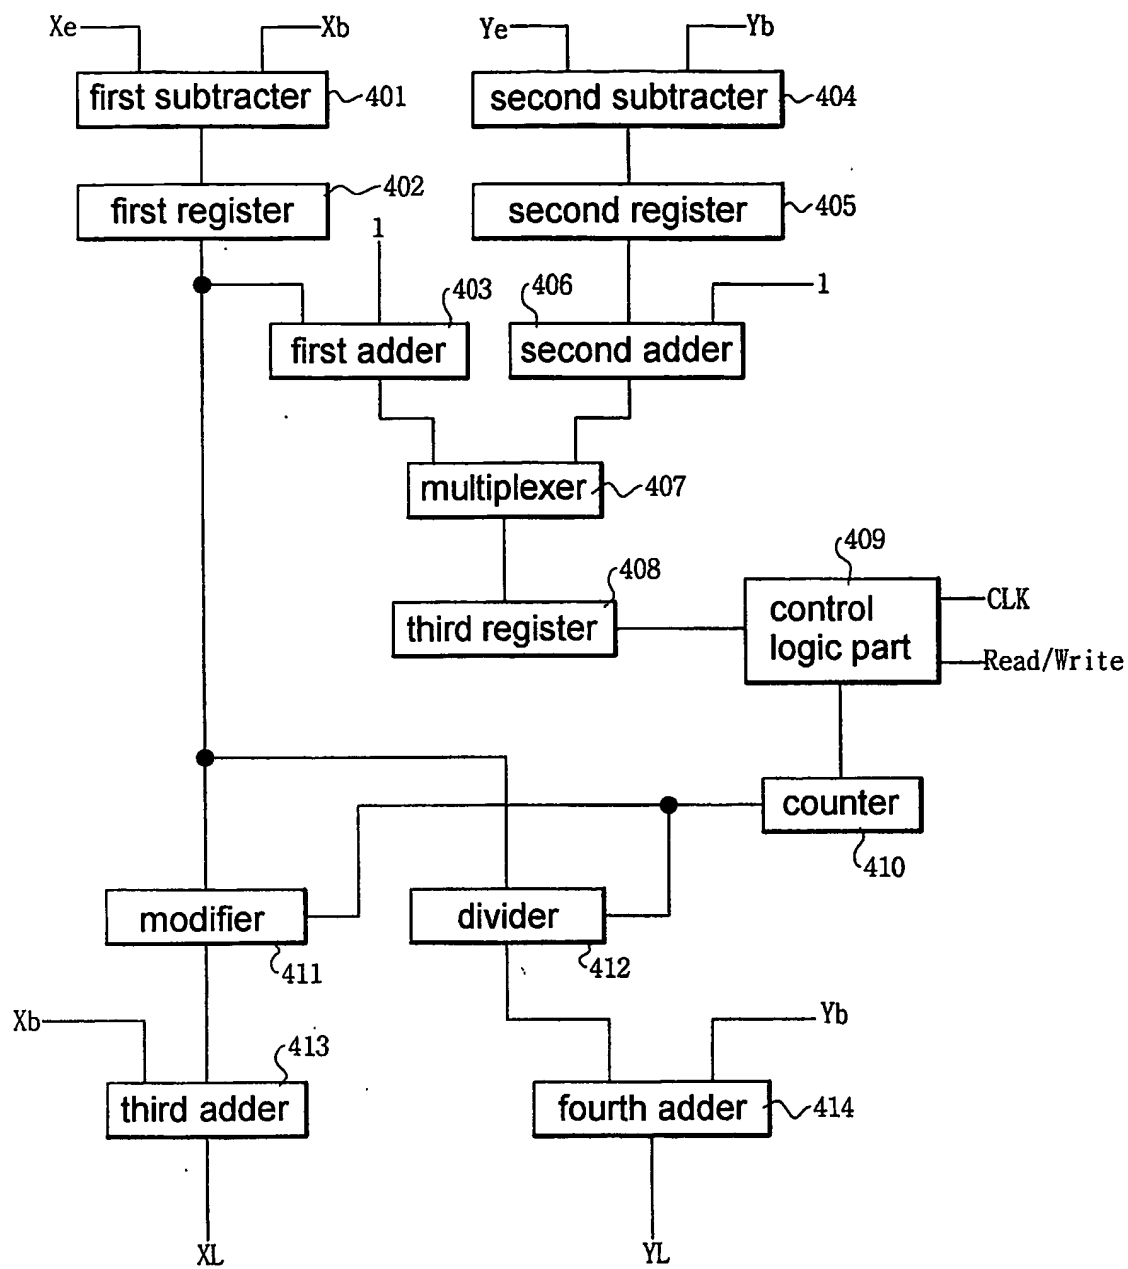 Xe Xb Ye Yb
first subtracter 401 second subtracter 404
first register 402 second register 405
1
403 406 1
first adder second adder
multiplexer 407
408 409
third register control logic part CLK
Read/Write
counter
410
modifier divider
411 412
Xb Yb
413
third adder fourth adder 414
XL YL